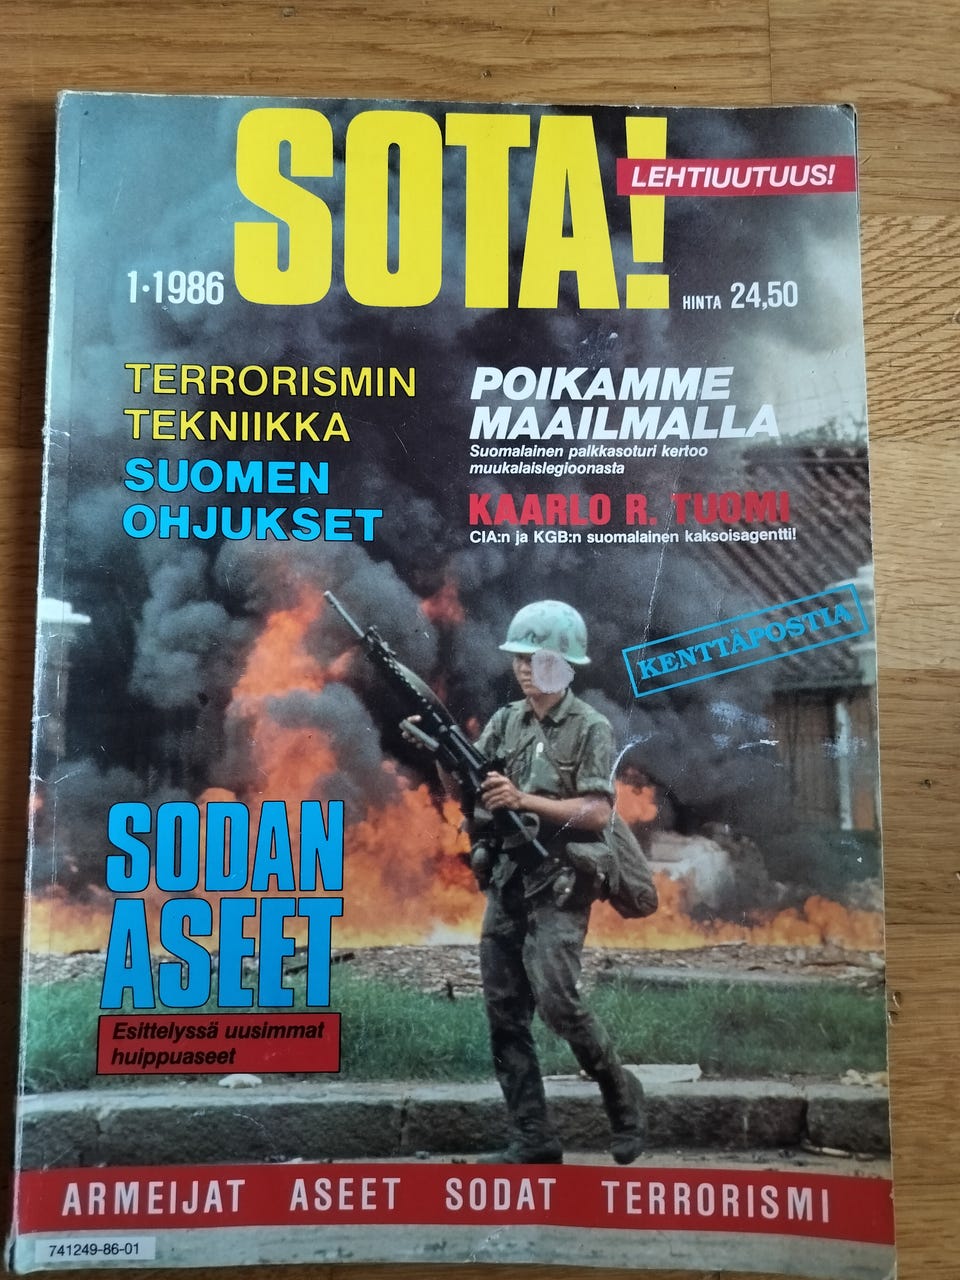 SOTA!
LEHTIUUTUUS!
1·1986
HINTA 24,50
TERRORISMIN
TEKNIIKKA
SUOMEN
OHJUKSET
POIKAMME
MAAILMALLA
Suomalainen palkkasoturi kertoo
muukalaislegioonasta
KAARLO R. TUOMI
CIA:n ja KGB:n suomalainen kaksoisagentti!
KENTTÄPOSTIA
SODAN
ASEET
Esittelyssä uusimmat
huippuaseet
ARMEIJAT ASEET SODAT TERRORISMI
741249-86-01